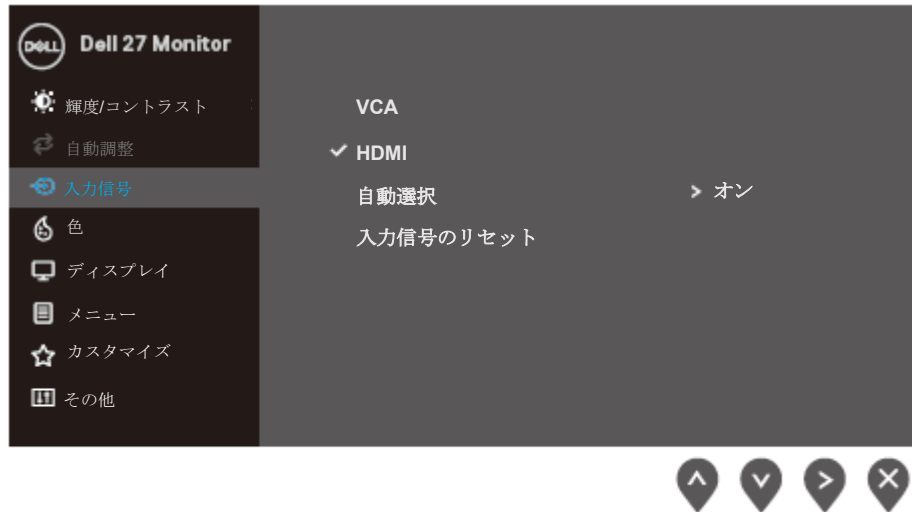 DELL
Dell 27 Monitor
輝度/コントラスト
自動調整
入力信号
色
ディスプレイ
メニュー
カスタマイズ
その他
VCA
HDMI
自動選択 オン
入力信号のリセット